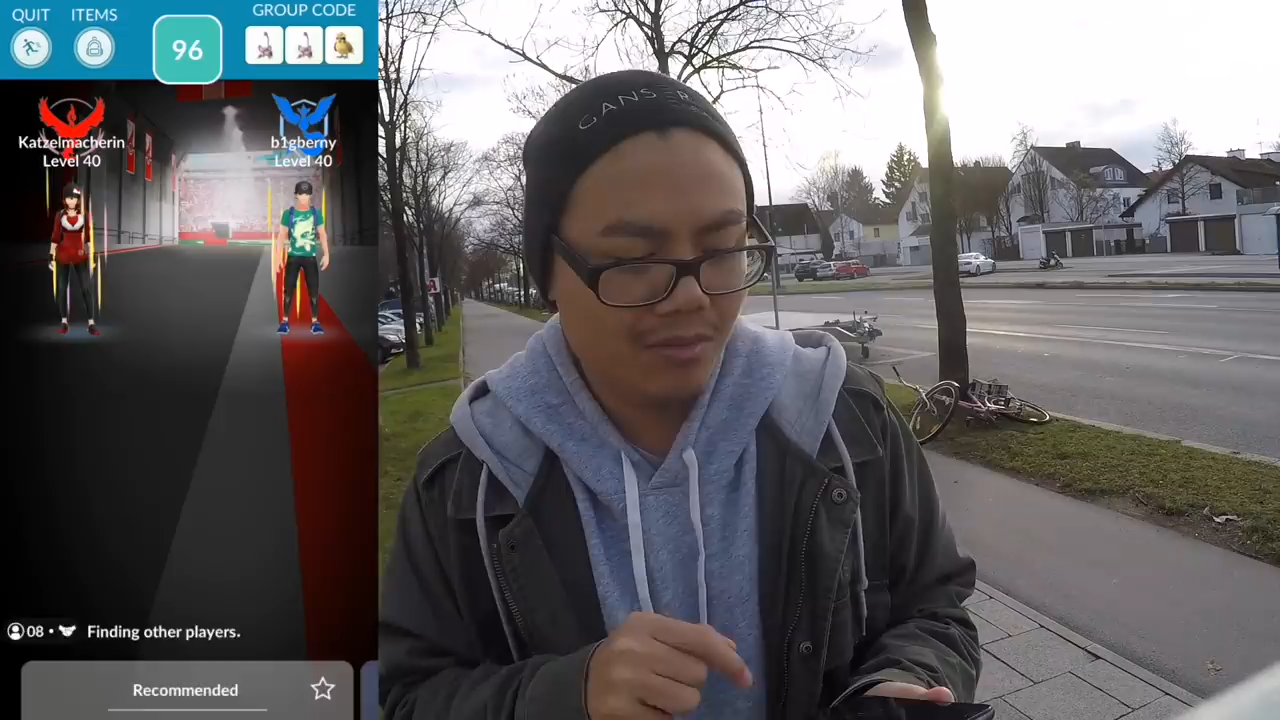 QUIT
ITEMS
96
GROUP CODE
Katzelmacherin
Level 40
b1gberny
Level 40
08 • Finding other players.
Recommended